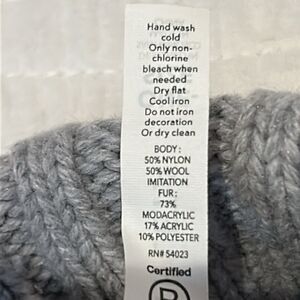 Hand wash
cold
Only non-
chlorine
bleach when
needed
Dry flat
Cool iron
Do not iron
decoration
Or dry clean
BODY:
50% NYLON
50% WOOL
IMITATION
FUR:
73%
MODACRYLIC
17% ACRYLIC
10% POLYESTER
RN# 54023
Certified
B